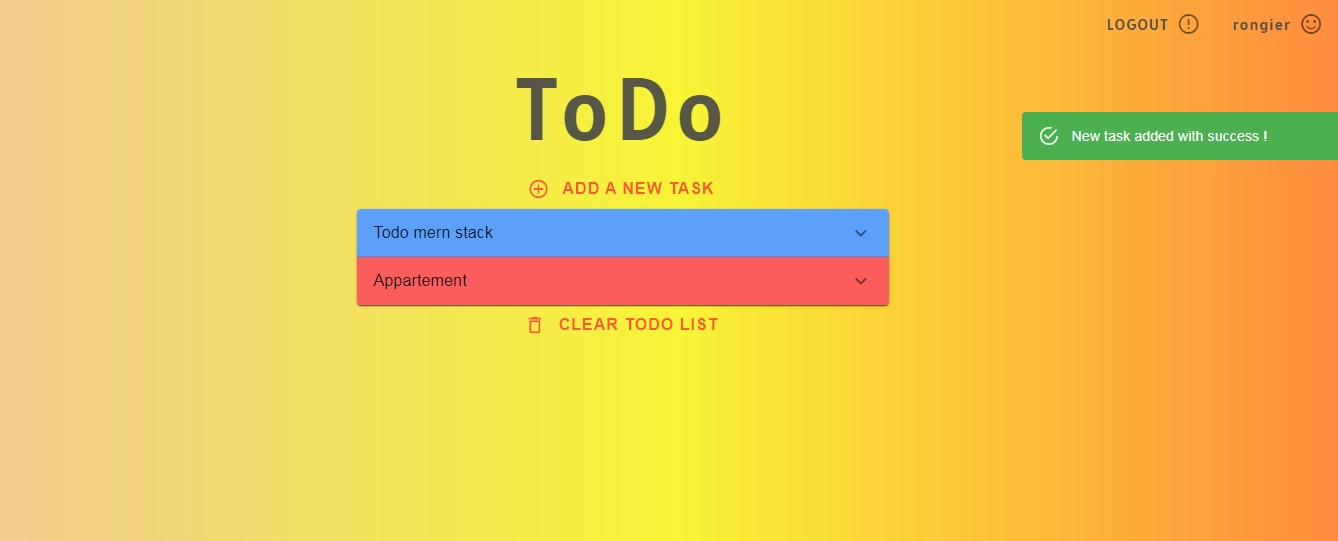 LOGOUT
rongier
ToDo
New task added with success !
ADD A NEW TASK
Todo mern stack
Appartement
CLEAR TODO LIST